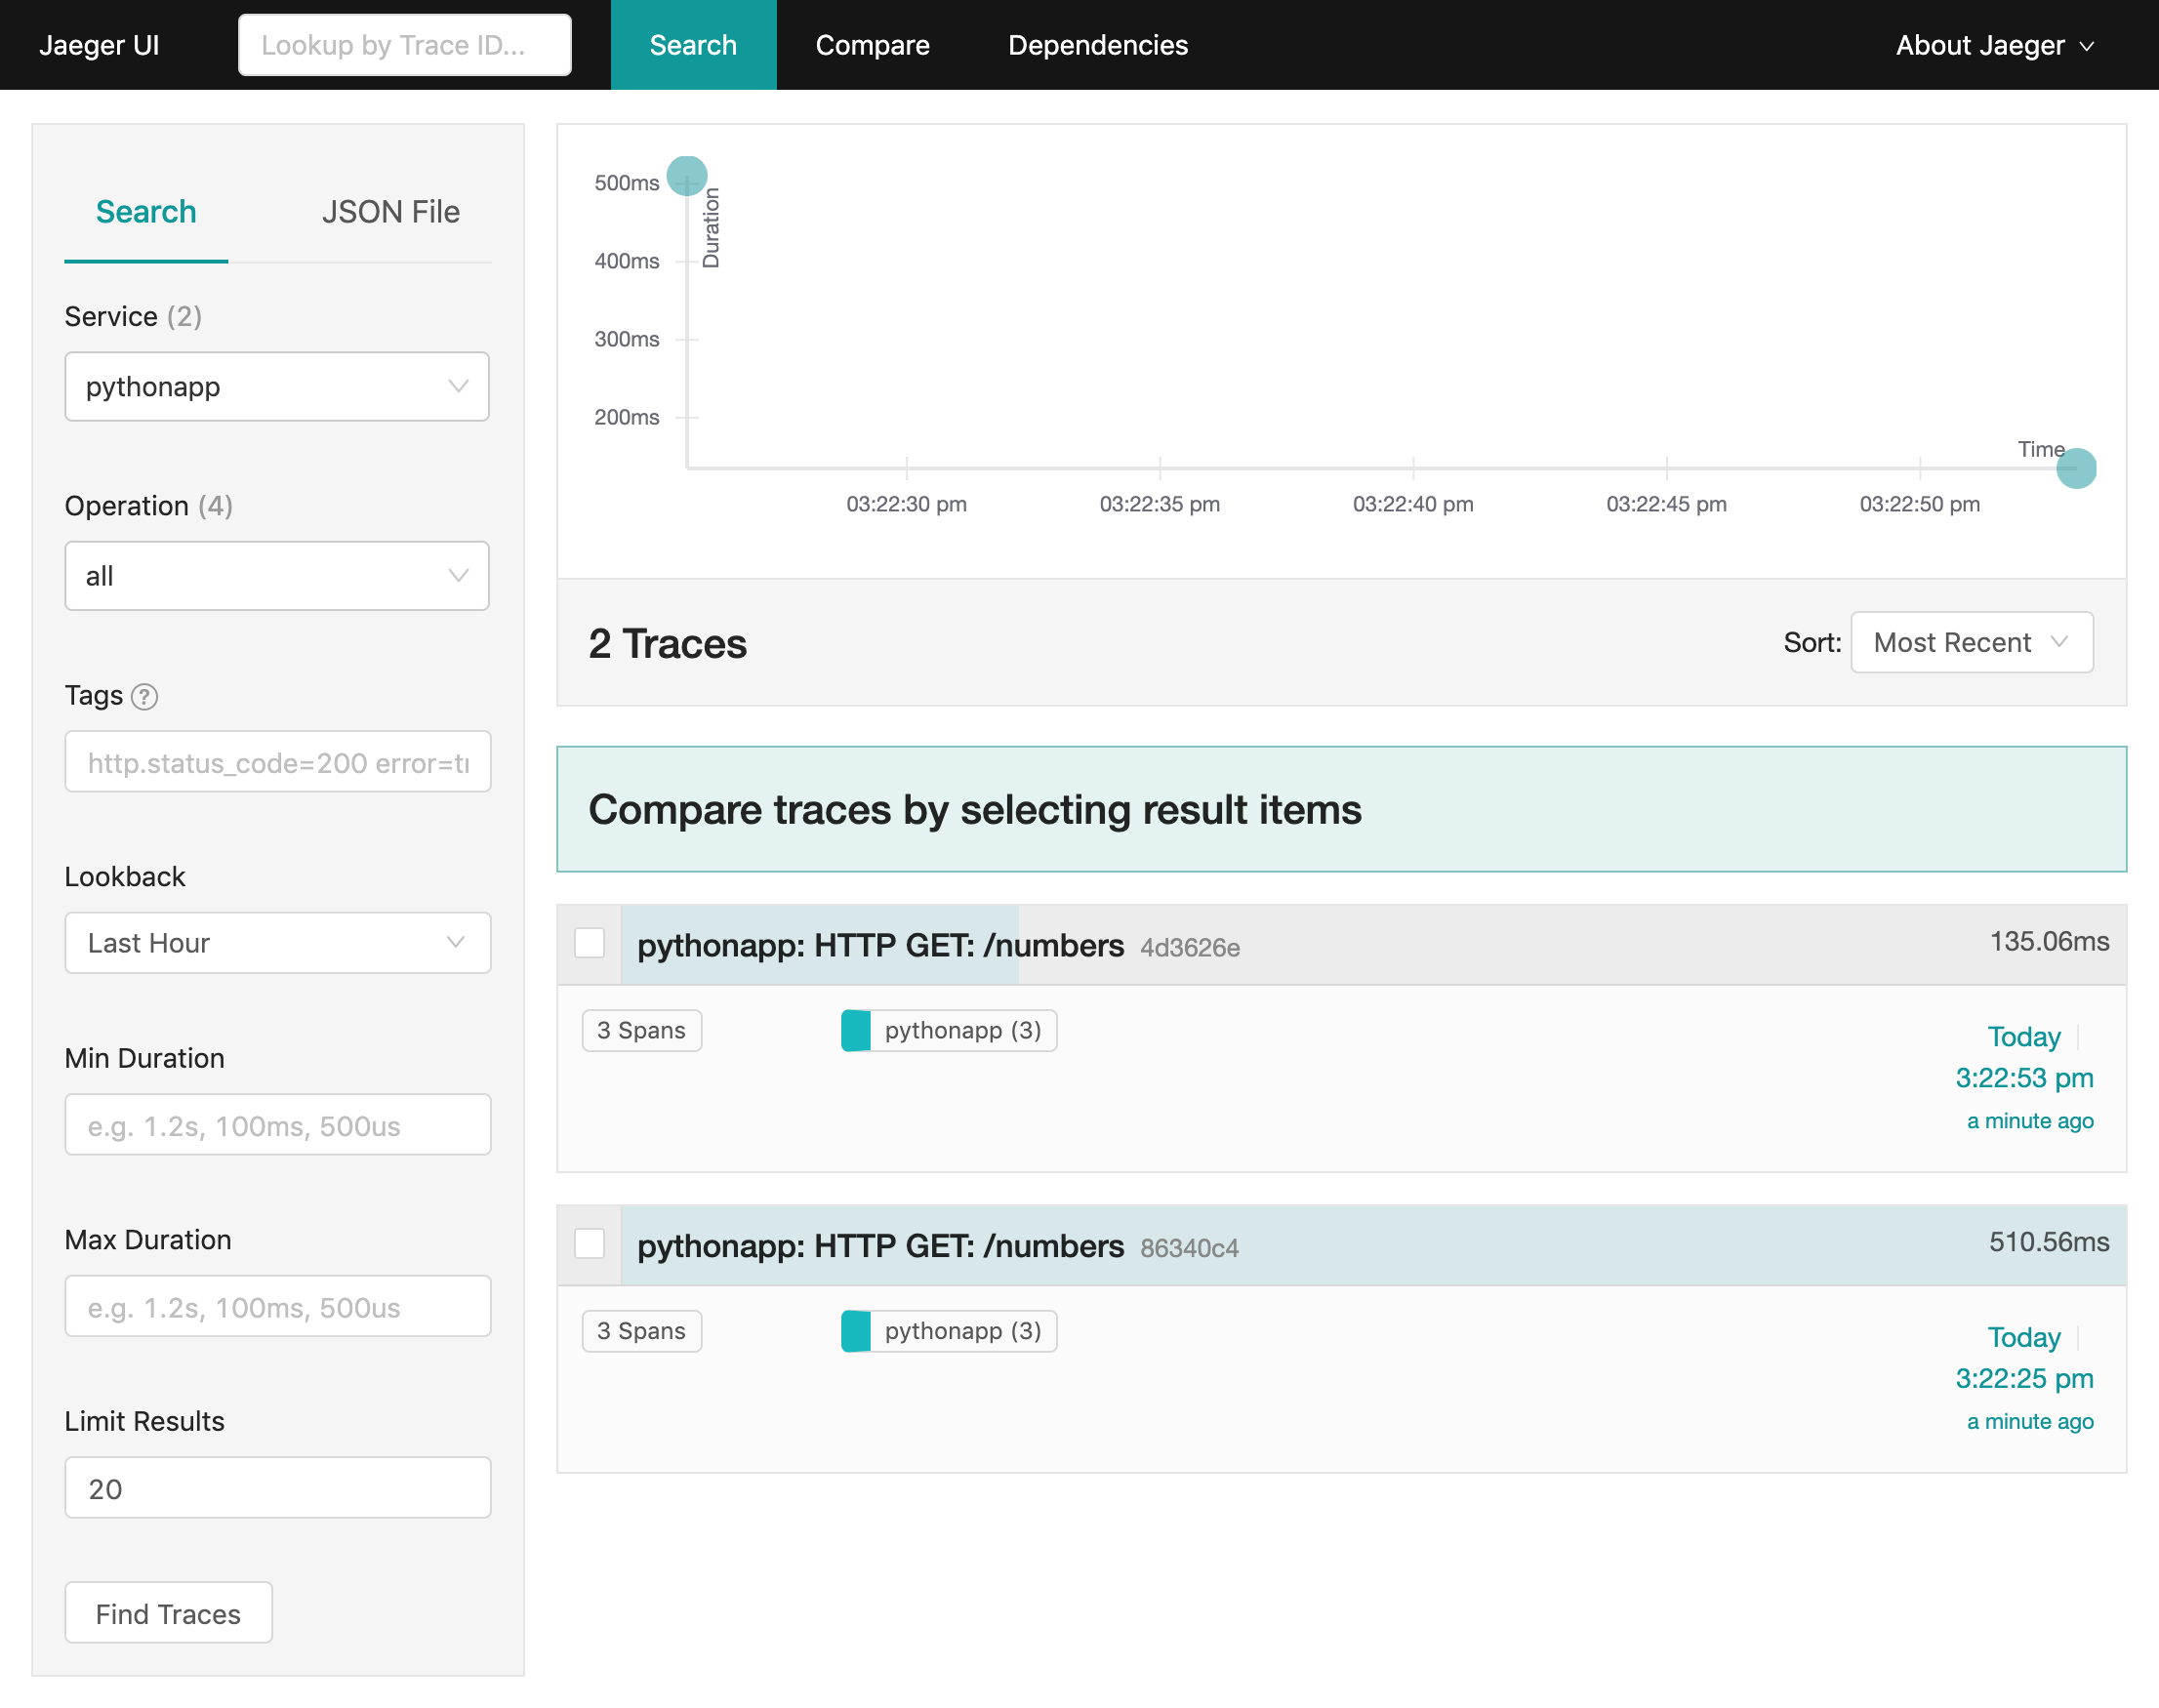 Jaeger UI
Lookup by Trace ID...
Search
Compare
Dependencies
About Jaeger
Search
JSON File
Service (2)
pythonapp
Operation (4)
all
Tags ?
http.status_code=200 error=tr
Lookback
Last Hour
Min Duration
e.g. 1.2s, 100ms, 500us
Max Duration
e.g. 1.2s, 100ms, 500us
Limit Results
20
Find Traces
500ms
400ms
300ms
200ms
Duration
Time
03:22:30 pm
03:22:35 pm
03:22:40 pm
03:22:45 pm
03:22:50 pm
2 Traces
Sort: Most Recent
Compare traces by selecting result items
pythonapp: HTTP GET: /numbers 4d3626e
135.06ms
3 Spans
pythonapp (3)
Today
3:22:53 pm
a minute ago
pythonapp: HTTP GET: /numbers 86340c4
510.56ms
3 Spans
pythonapp (3)
Today
3:22:25 pm
a minute ago